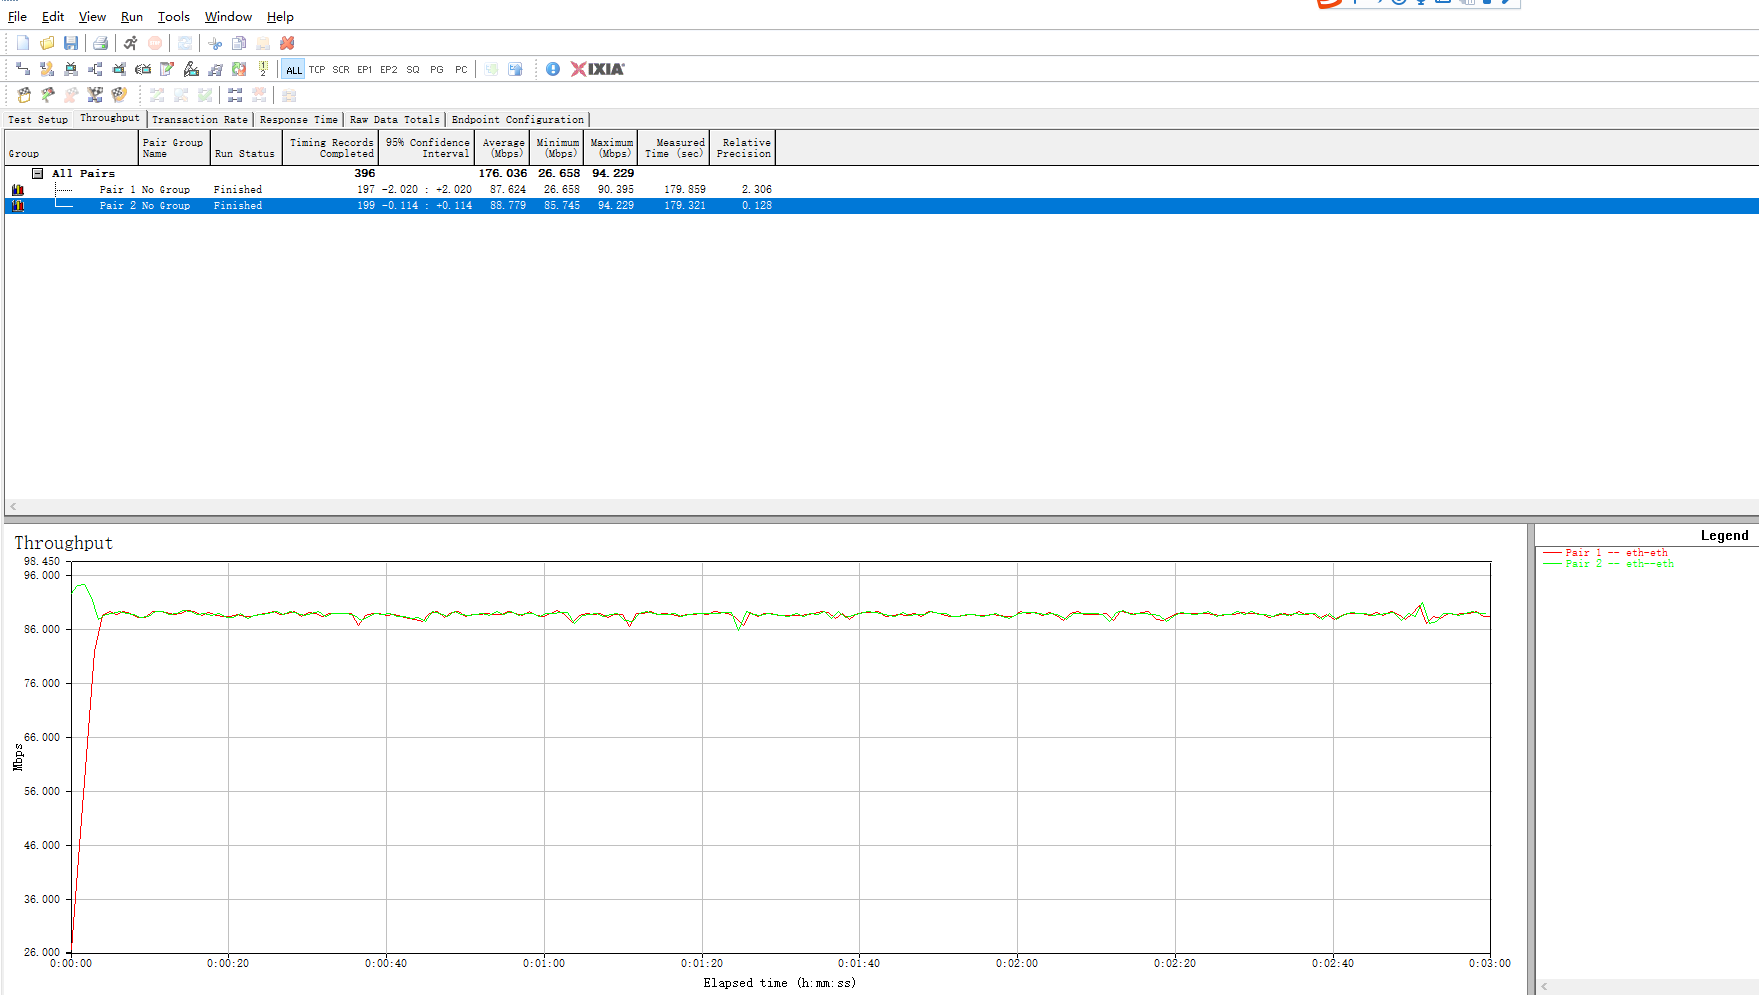 File Edit View Run Tools Window Help
ALL TCP SCR EP1 EP2 SQ PG PC IXIA
Test Setup Throughput Transaction Rate Response Time Raw Data Totals Endpoint Configuration
Group Pair Group Name Run Status Timing Records Completed 95% Confidence Interval Average (Mbps) Minimum (Mbps) Maximum (Mbps) Measured Time (sec) Relative Precision
All Pairs 396 176.036 26.658 94.229
Pair 1 No Group Finished 197 -2.020 : +2.020 87.624 26.658 90.395 179.859 2.306
Pair 2 No Group Finished 199 -0.114 : +0.114 88.779 85.745 94.229 179.321 0.128
Throughput
98.450
96.000
86.000
76.000
66.000
56.000
46.000
36.000
26.000
Mbps
0:00:00 0:00:20 0:00:40 0:01:00 0:01:20 0:01:40 0:02:00 0:02:20 0:02:40 0:03:00
Elapsed time (h:mm:ss)
Legend
Pair 1 -- eth-eth
Pair 2 -- eth--eth